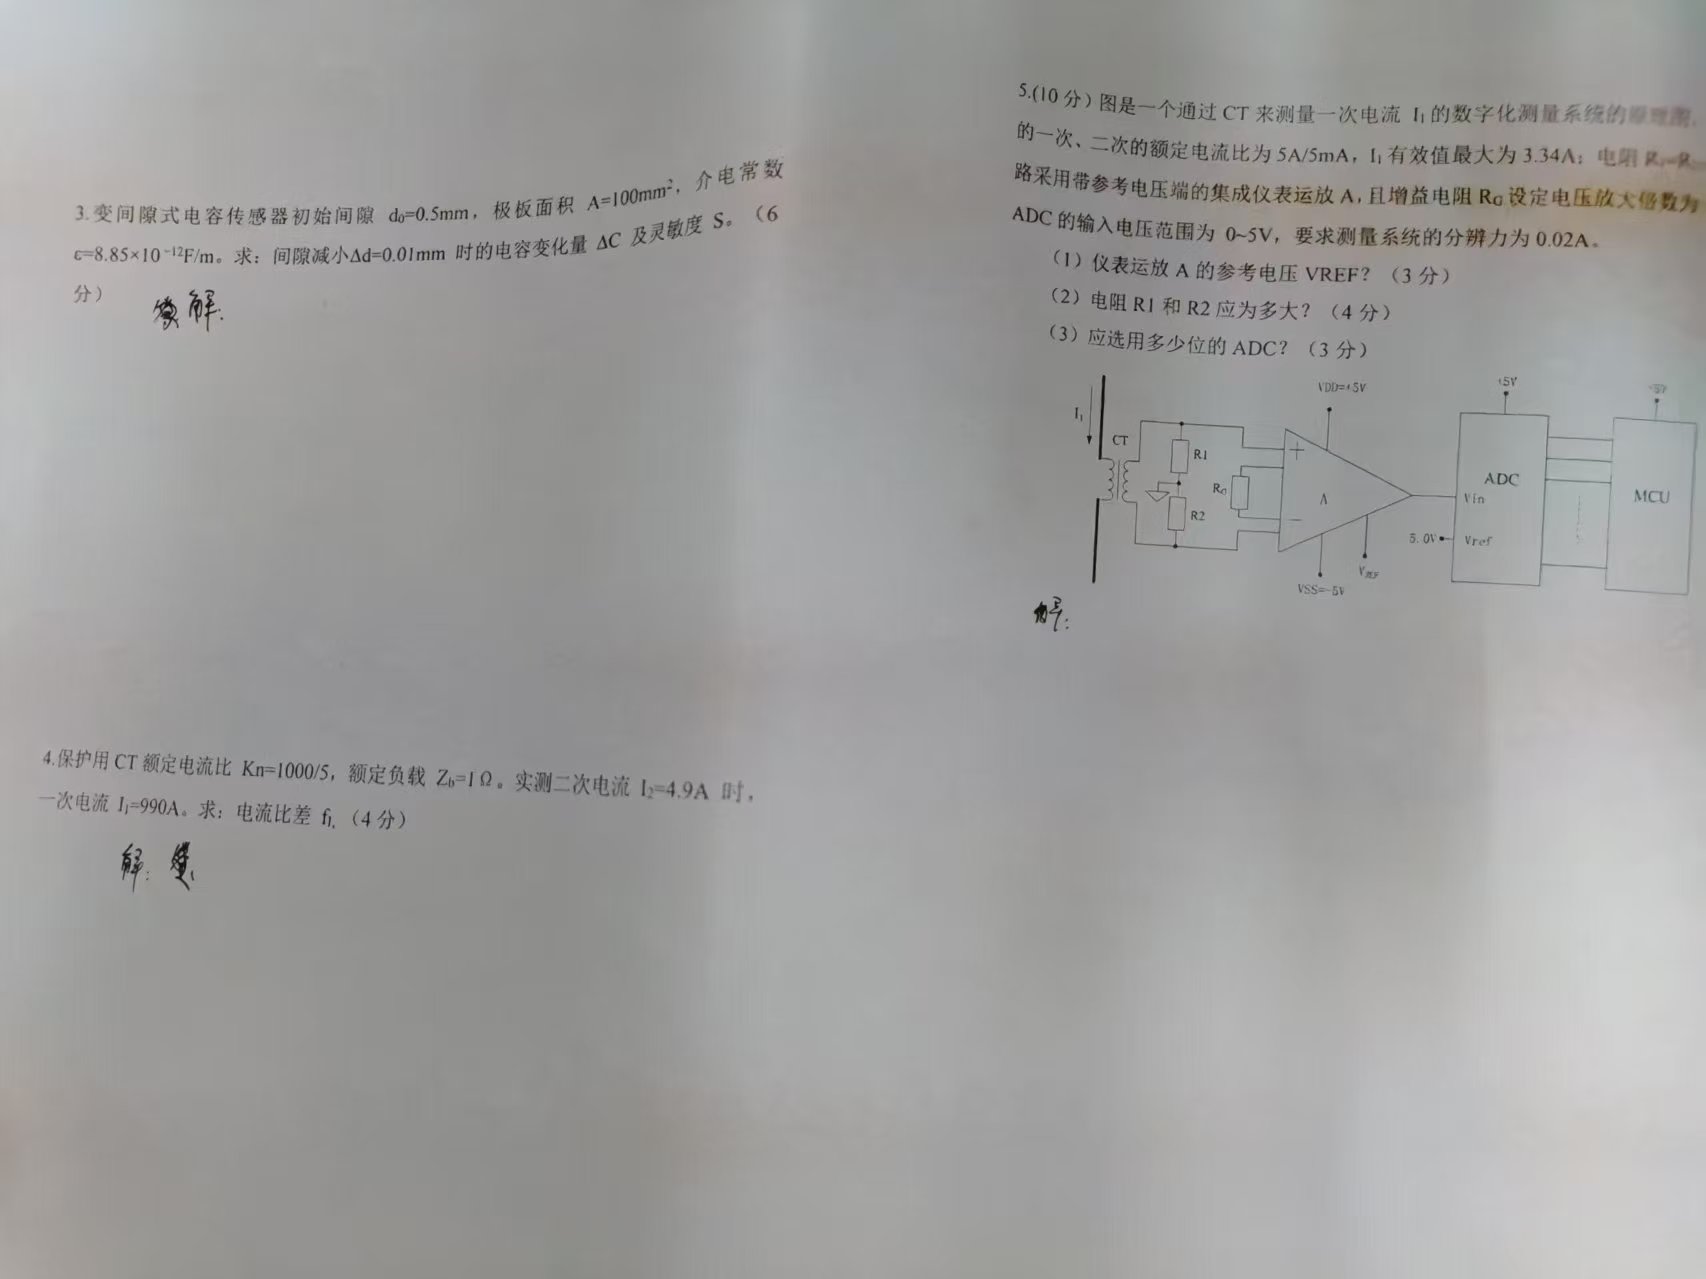 3.变间隙式电容传感器初始间隙 d₀=0.5mm，极板面积 A=100mm²，介电常数
ε=8.85×10⁻¹²F/m。求：间隙减小Δd=0.01mm 时的电容变化量 ΔC 及灵敏度 S。（6
分）
解：
4.保护用 CT 额定电流比 Kn=1000/5，额定负载 Z_b=1Ω。实测二次电流 I₂=4.9A 时，
一次电流 I₁=990A。求：电流比差 f_i。（4 分）
解：
5.(10 分）图是一个通过 CT 来测量一次电流 I₁ 的数字化测量系统的原理图，
的一次、二次的额定电流比为 5A/5mA，I₁ 有效值最大为 3.34A；电阻
路采用带参考电压端的集成仪表运放 A，且增益电阻 R_G 设定电压放大倍数为
ADC 的输入电压范围为 0~5V，要求测量系统的分辨力为 0.02A。
（1）仪表运放 A 的参考电压 VREF？（3 分）
（2）电阻 R1 和 R2 应为多大？（4 分）
（3）应选用多少位的 ADC？（3 分）
I₁
CT
R1
R2
R_G
VDD=+5V
+
A
−
VSS=-5V
V_REF
+5V
ADC
Vin
5.0V
Vref
+5V
MCU
解：